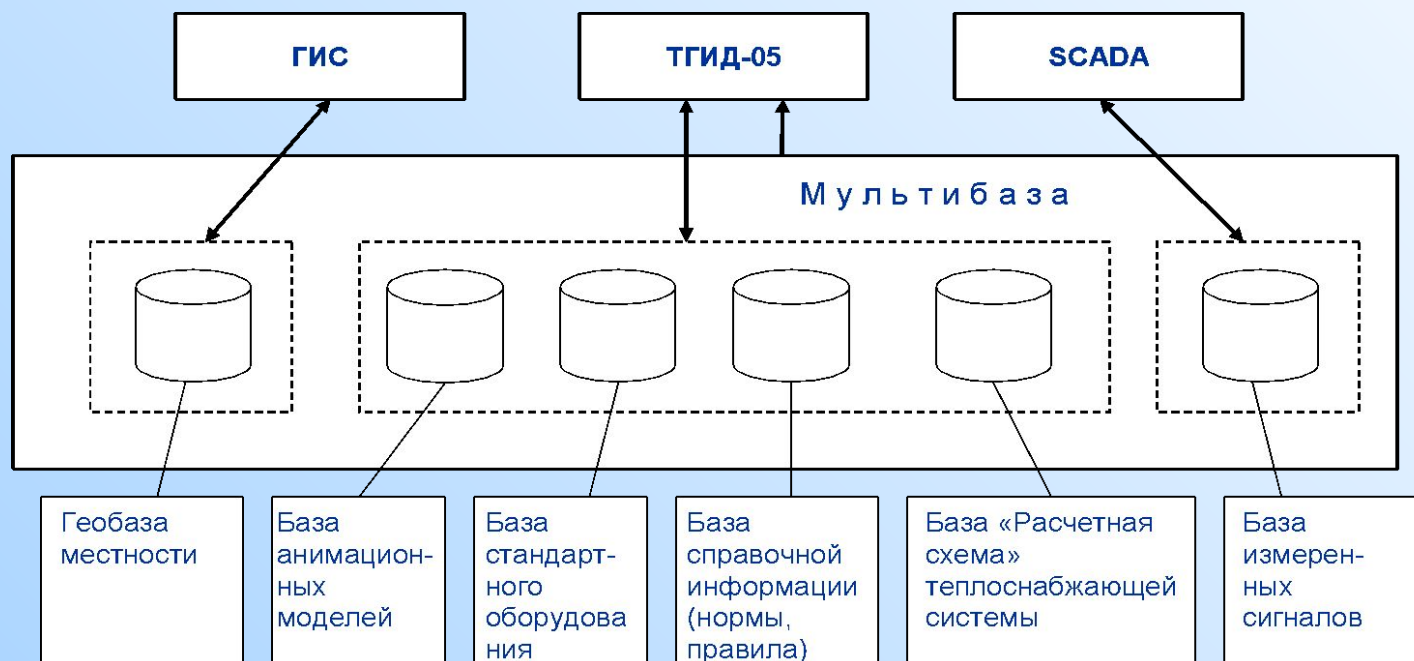 ГИС
ТГИД-05
SCADA
Мультибаза
Геобаза
местности
База
анимацион-
ных
моделей
База
стандарт-
ного
оборудова
ния
База
справочной
информации
(нормы,
правила)
База «Расчетная
схема»
теплоснабжающей
системы
База
измерен-
ных
сигналов